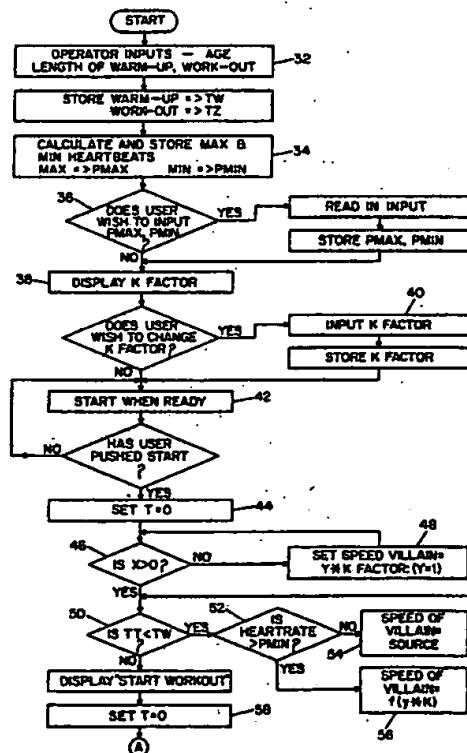 START
OPERATOR INPUTS - AGE
LENGTH OF WARM-UP, WORK-OUT
32
STORE WARM-UP =>TW
WORK-OUT =>TZ
CALCULATE AND STORE MAX &
MIN HEARTBEATS
MAX =>PMAX MIN =>PMIN
34
36
DOES USER
WISH TO INPUT
PMAX, PMIN
?
YES
NO
READ IN INPUT
STORE PMAX, PMIN
38
DISPLAY K FACTOR
DOES USER
WISH TO CHANGE
K FACTOR?
YES
NO
40
INPUT K FACTOR
STORE K FACTOR
START WHEN READY
42
HAS USER
PUSHED START
?
NO
YES
SET T=0
44
46
IS X>0?
NO
YES
48
SET SPEED VILLAIN=
Y*K FACTOR:(Y=1)
50
IS TT<TW
?
YES
NO
52
IS
HEARTRATE
>PMIN?
NO
YES
SPEED OF
VILLAIN=
SOURCE
54
SPEED OF
VILLAIN=
f(y*K)
56
DISPLAY "START WORKOUT"
SET T=0
58
A